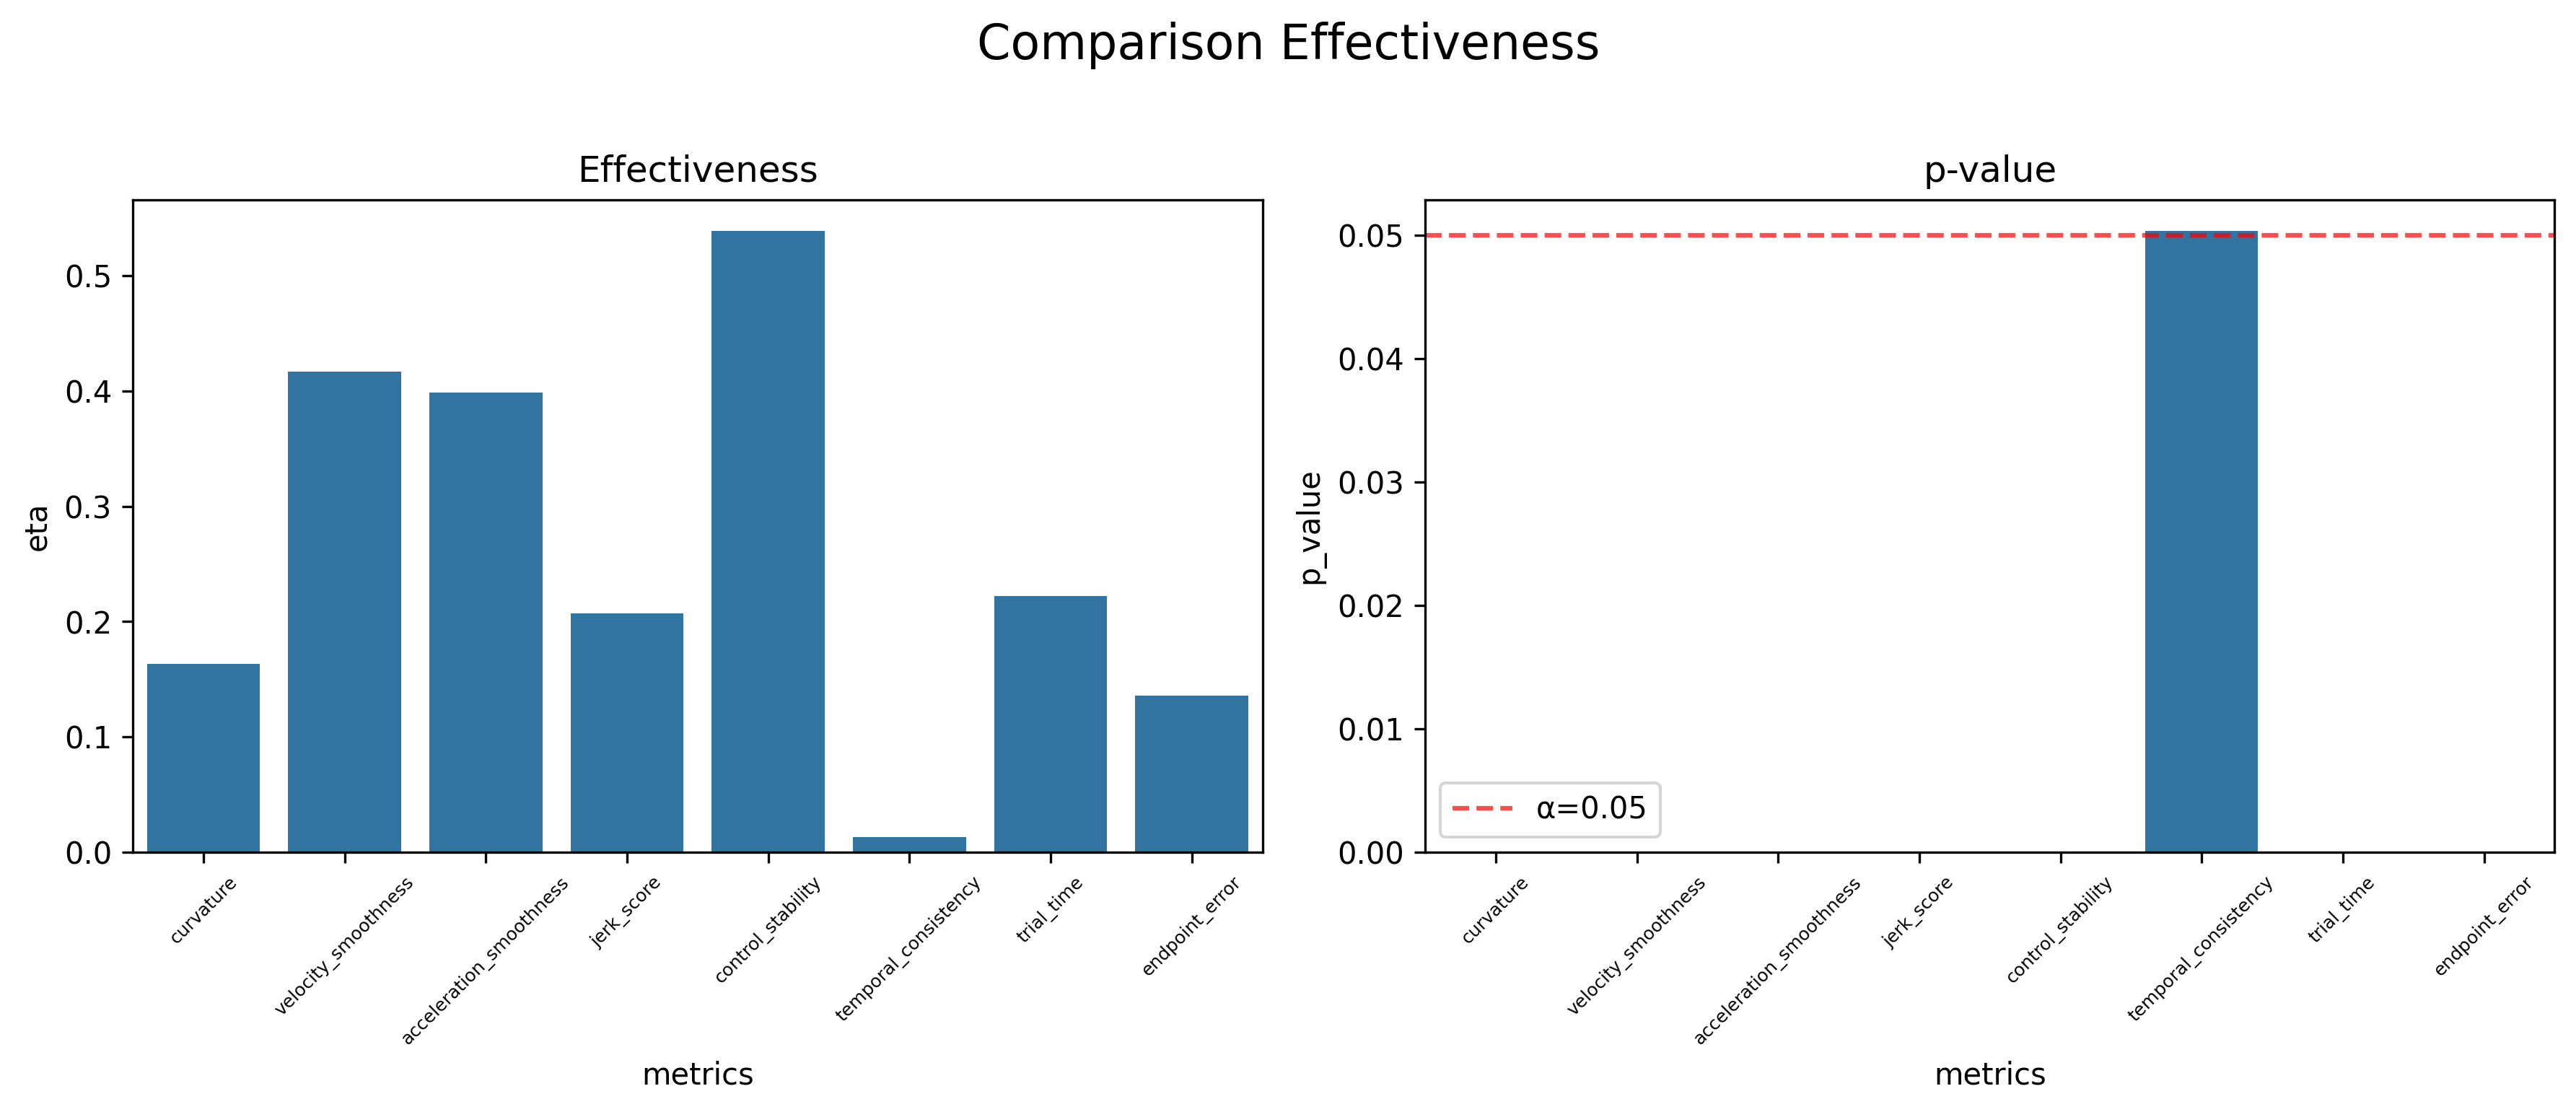 Comparison Effectiveness
Effectiveness
eta
0.5
0.4
0.3
0.2
0.1
0.0
curvature
velocity_smoothness
acceleration_smoothness
jerk_score
control_stability
temporal_consistency
trial_time
endpoint_error
metrics
p-value
p_value
0.05
0.04
0.03
0.02
0.01
0.00
α=0.05
curvature
velocity_smoothness
acceleration_smoothness
jerk_score
control_stability
temporal_consistency
trial_time
endpoint_error
metrics